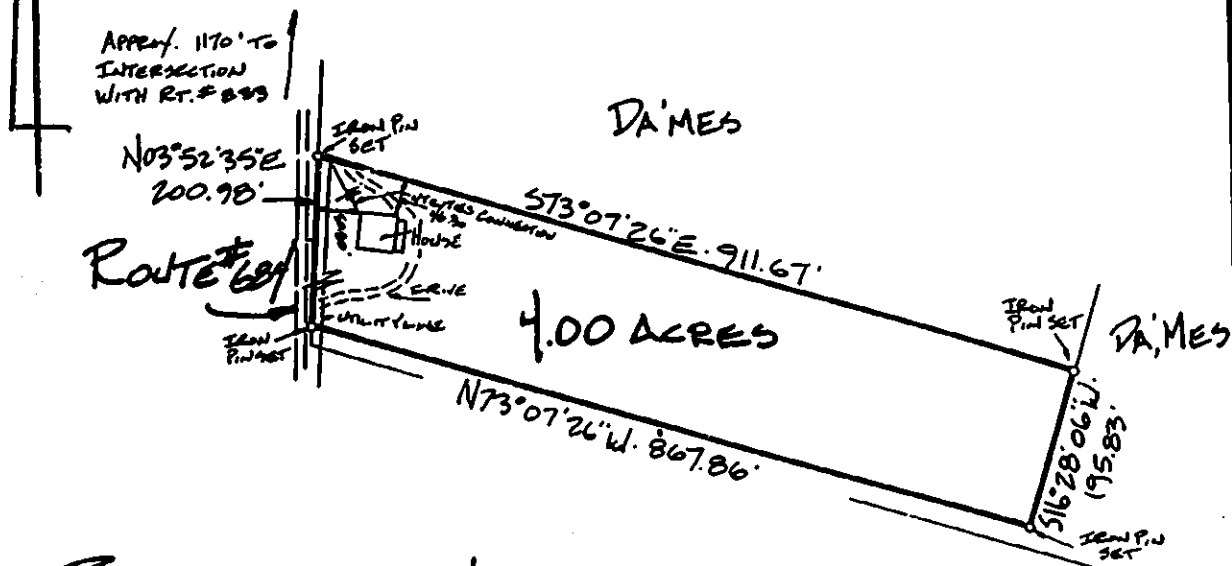 APPROX. 1170' TO
INTERSECTION
WITH RT. # 833
DA'MES
IRON PIN
SET
N03°52'35"E
200.98'
S73°07'26"E. 911.67'
UTILITIES CONNECTION
HOUSE
ROUTE #
DRIVE
UTILITY LINE
IRON
PIN SET
4.00 ACRES
IRON
PIN SET
DA'MES
N73°07'26"W. 867.86'
S16°28'06"W.
195.83'
IRON PIN
SET